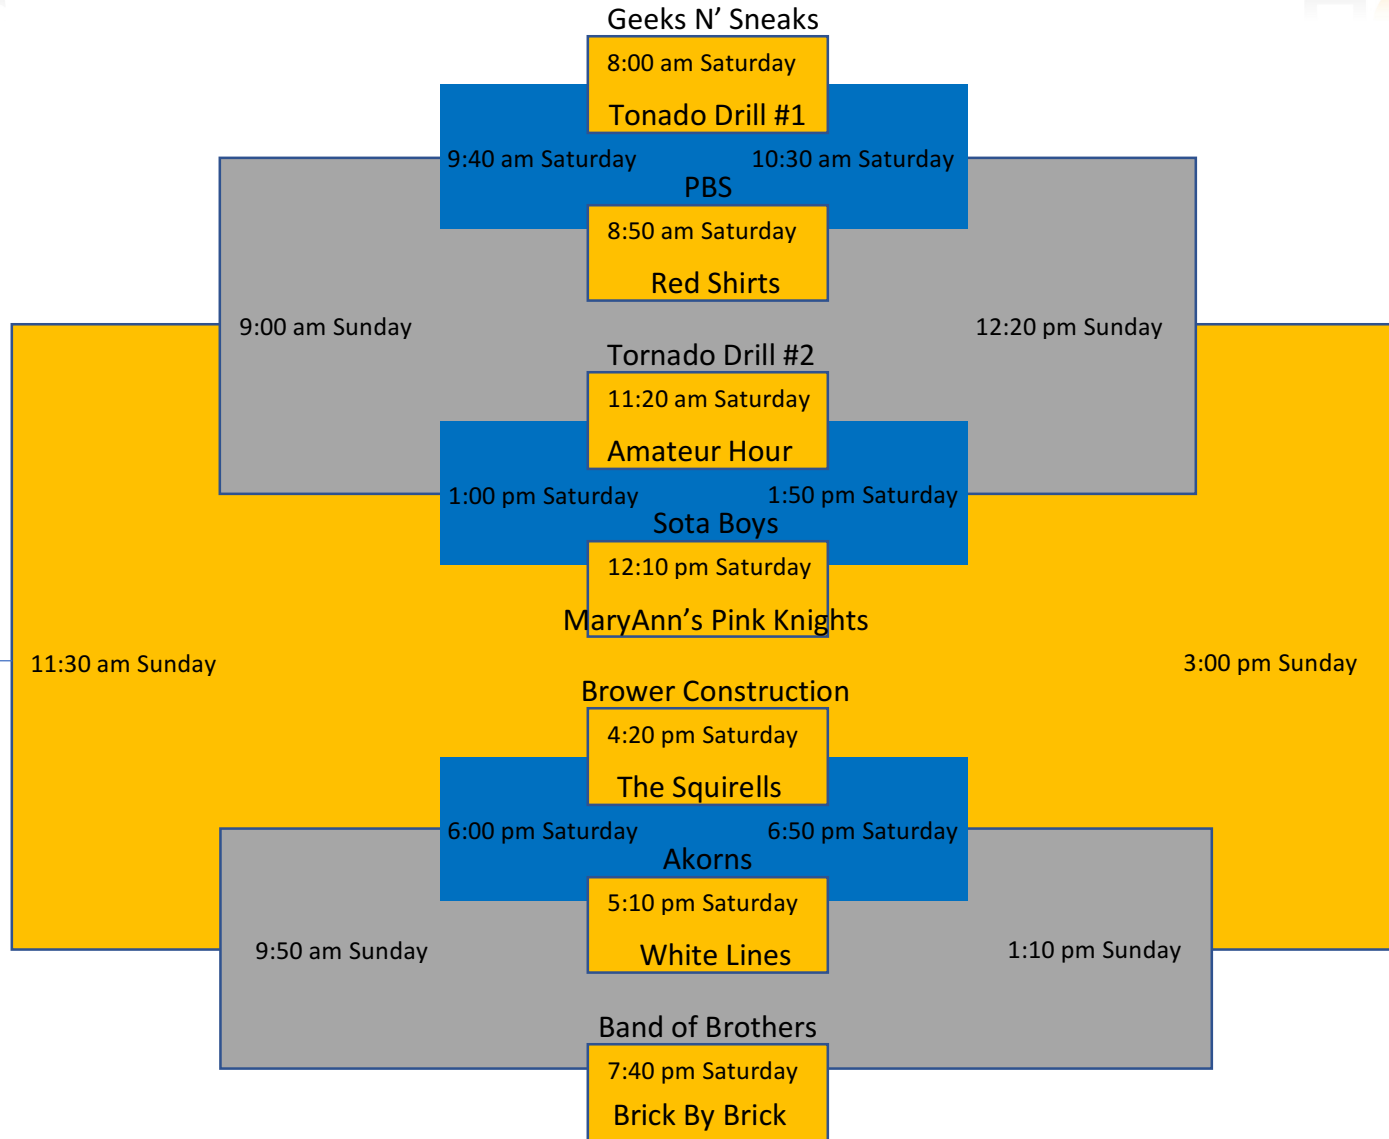 Geeks N’ Sneaks
8:00 am Saturday
Tonado Drill #1
9:40 am Saturday
10:30 am Saturday
PBS
8:50 am Saturday
Red Shirts
9:00 am Sunday
12:20 pm Sunday
Tornado Drill #2
11:20 am Saturday
Amateur Hour
1:00 pm Saturday
1:50 pm Saturday
Sota Boys
12:10 pm Saturday
MaryAnn’s Pink Knights
11:30 am Sunday
3:00 pm Sunday
Brower Construction
4:20 pm Saturday
The Squirells
6:00 pm Saturday
6:50 pm Saturday
Akorns
5:10 pm Saturday
White Lines
9:50 am Sunday
1:10 pm Sunday
Band of Brothers
7:40 pm Saturday
Brick By Brick